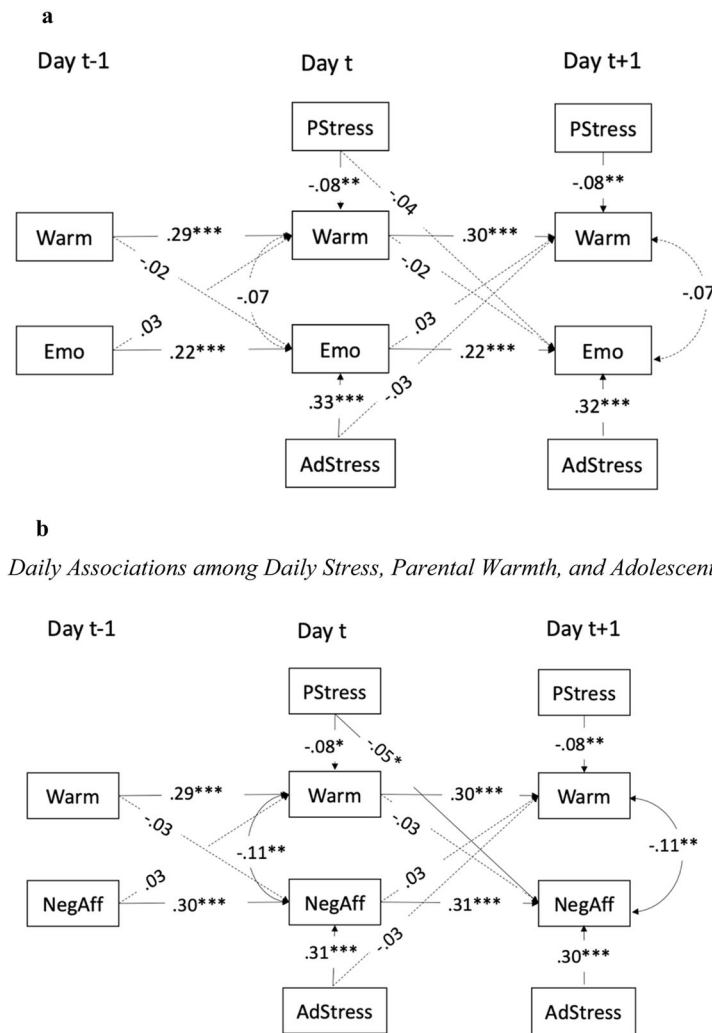 a
Day t-1 Day t Day t+1
PStress PStress
-.08** -.04 -.08**
Warm .29*** Warm .30*** Warm
-.02 -.07 -.02 -.07
.03 .03
Emo .22*** Emo .22*** Emo
.33*** -.03 .32***
AdStress AdStress
b
Daily Associations among Daily Stress, Parental Warmth, and Adolescent
Day t-1 Day t Day t+1
PStress PStress
-.08* -.05* -.08**
Warm .29*** Warm .30*** Warm
-.03 -.03
-.11** -.11**
.03 .03
NegAff .30*** NegAff .31*** NegAff
.31*** -.03 .30***
AdStress AdStress